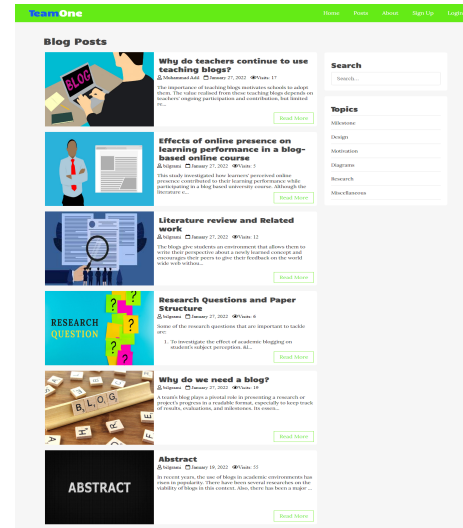 TeamOne
Home Posts About Sign Up Login
Blog Posts
BLOG
Why do teachers continue to use
teaching blogs?
Mohammad Adil January 27, 2022 Visits: 17
The importance of teaching blogs motivates schools to adopt
them. The value realised from these teaching blogs depends on
teachers' ongoing participation and contribution, but limited
re...
Read More
Search
Search...
Topics
Milestone
Design
Motivation
Diagrams
Research
Miscellaneous
Effects of online presence on
learning performance in a blog-
based online course
bilgrami January 27, 2022 Visits: 5
This study investigated how learners' perceived online
presence contributed to their learning performance while
participating in a blog based university course. Although the
literature c...
Read More
Literature review and Related
work
bilgrami January 27, 2022 Visits: 12
The blogs give students an environment that allows them to
write their perspective about a newly learned concept and
encourages their peers to give their feedback on the world
wide web withou...
Read More
RESEARCH
QUESTION
Research Questions and Paper
Structure
bilgrami January 27, 2022 Visits: 6
Some of the research questions that are important to tackle
are:
1. To investigate the effect of academic blogging on
student's subject perception. &l...
Read More
BLOG
Why do we need a blog?
bilgrami January 27, 2022 Visits: 19
A team's blog plays a pivotal role in presenting a research or
project's progress in a readable format, especially to keep track
of results, evaluations, and milestones. Its essen...
Read More
ABSTRACT
Abstract
bilgrami January 19, 2022 Visits: 55
In recent years, the use of blogs in academic environments has
risen in popularity. There have been several researches on the
viability of blogs in this context. Also, there has been a major ...
Read More